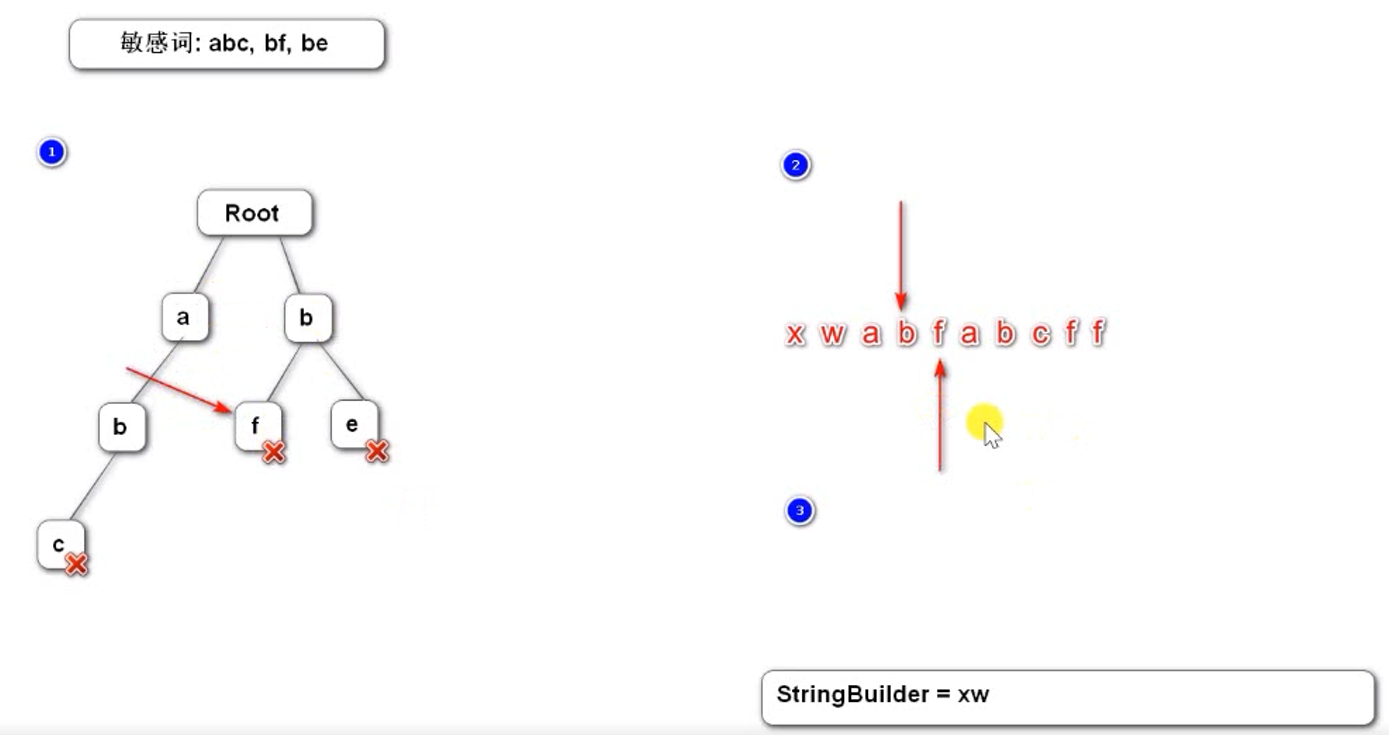 敏感词: abc, bf, be
1
2
Root
a b
x w a b f a b c f f
b f e
3
c
StringBuilder = xw